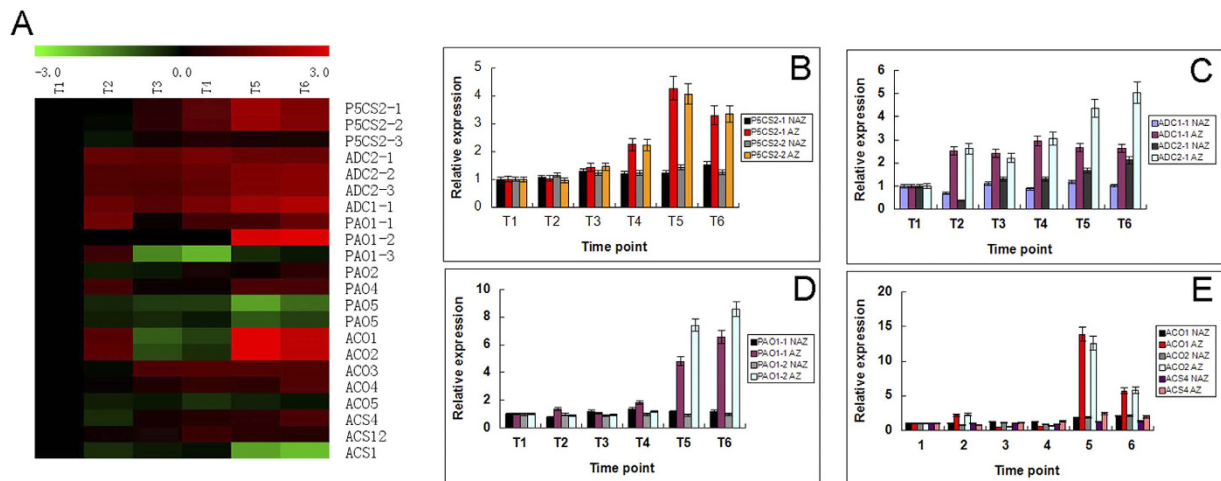 A
-3.0 0.0 3.0
T1 T2 T3 T4 T5 T6
P5CS2-1
P5CS2-2
P5CS2-3
ADC2-1
ADC2-2
ADC2-3
ADC1-1
PAO1-1
PAO1-2
PAO1-3
PAO2
PAO4
PAO5
PAO5
ACO1
ACO2
ACO3
ACO4
ACO5
ACS4
ACS12
ACS1
B
Relative expression
5
4
3
2
1
0
T1 T2 T3 T4 T5 T6
Time point
P5CS2-1 NAZ
P5CS2-1 AZ
P5CS2-2 NAZ
P5CS2-2 AZ
C
Relative expression
6
5
4
3
2
1
0
T1 T2 T3 T4 T5 T6
Time point
ADC1-1 NAZ
ADC1-1 AZ
ADC2-1 NAZ
ADC2-1 AZ
D
Relative expression
10
8
6
4
2
0
T1 T2 T3 T4 T5 T6
Time point
PAO1-1 NAZ
PAO1-1 AZ
PAO1-2 NAZ
PAO1-2 AZ
E
Relative expression
20
15
10
5
0
1 2 3 4 5 6
Time point
ACO1 NAZ
ACO1 AZ
ACO2 NAZ
ACO2 AZ
ACS4 NAZ
ACS4 AZ